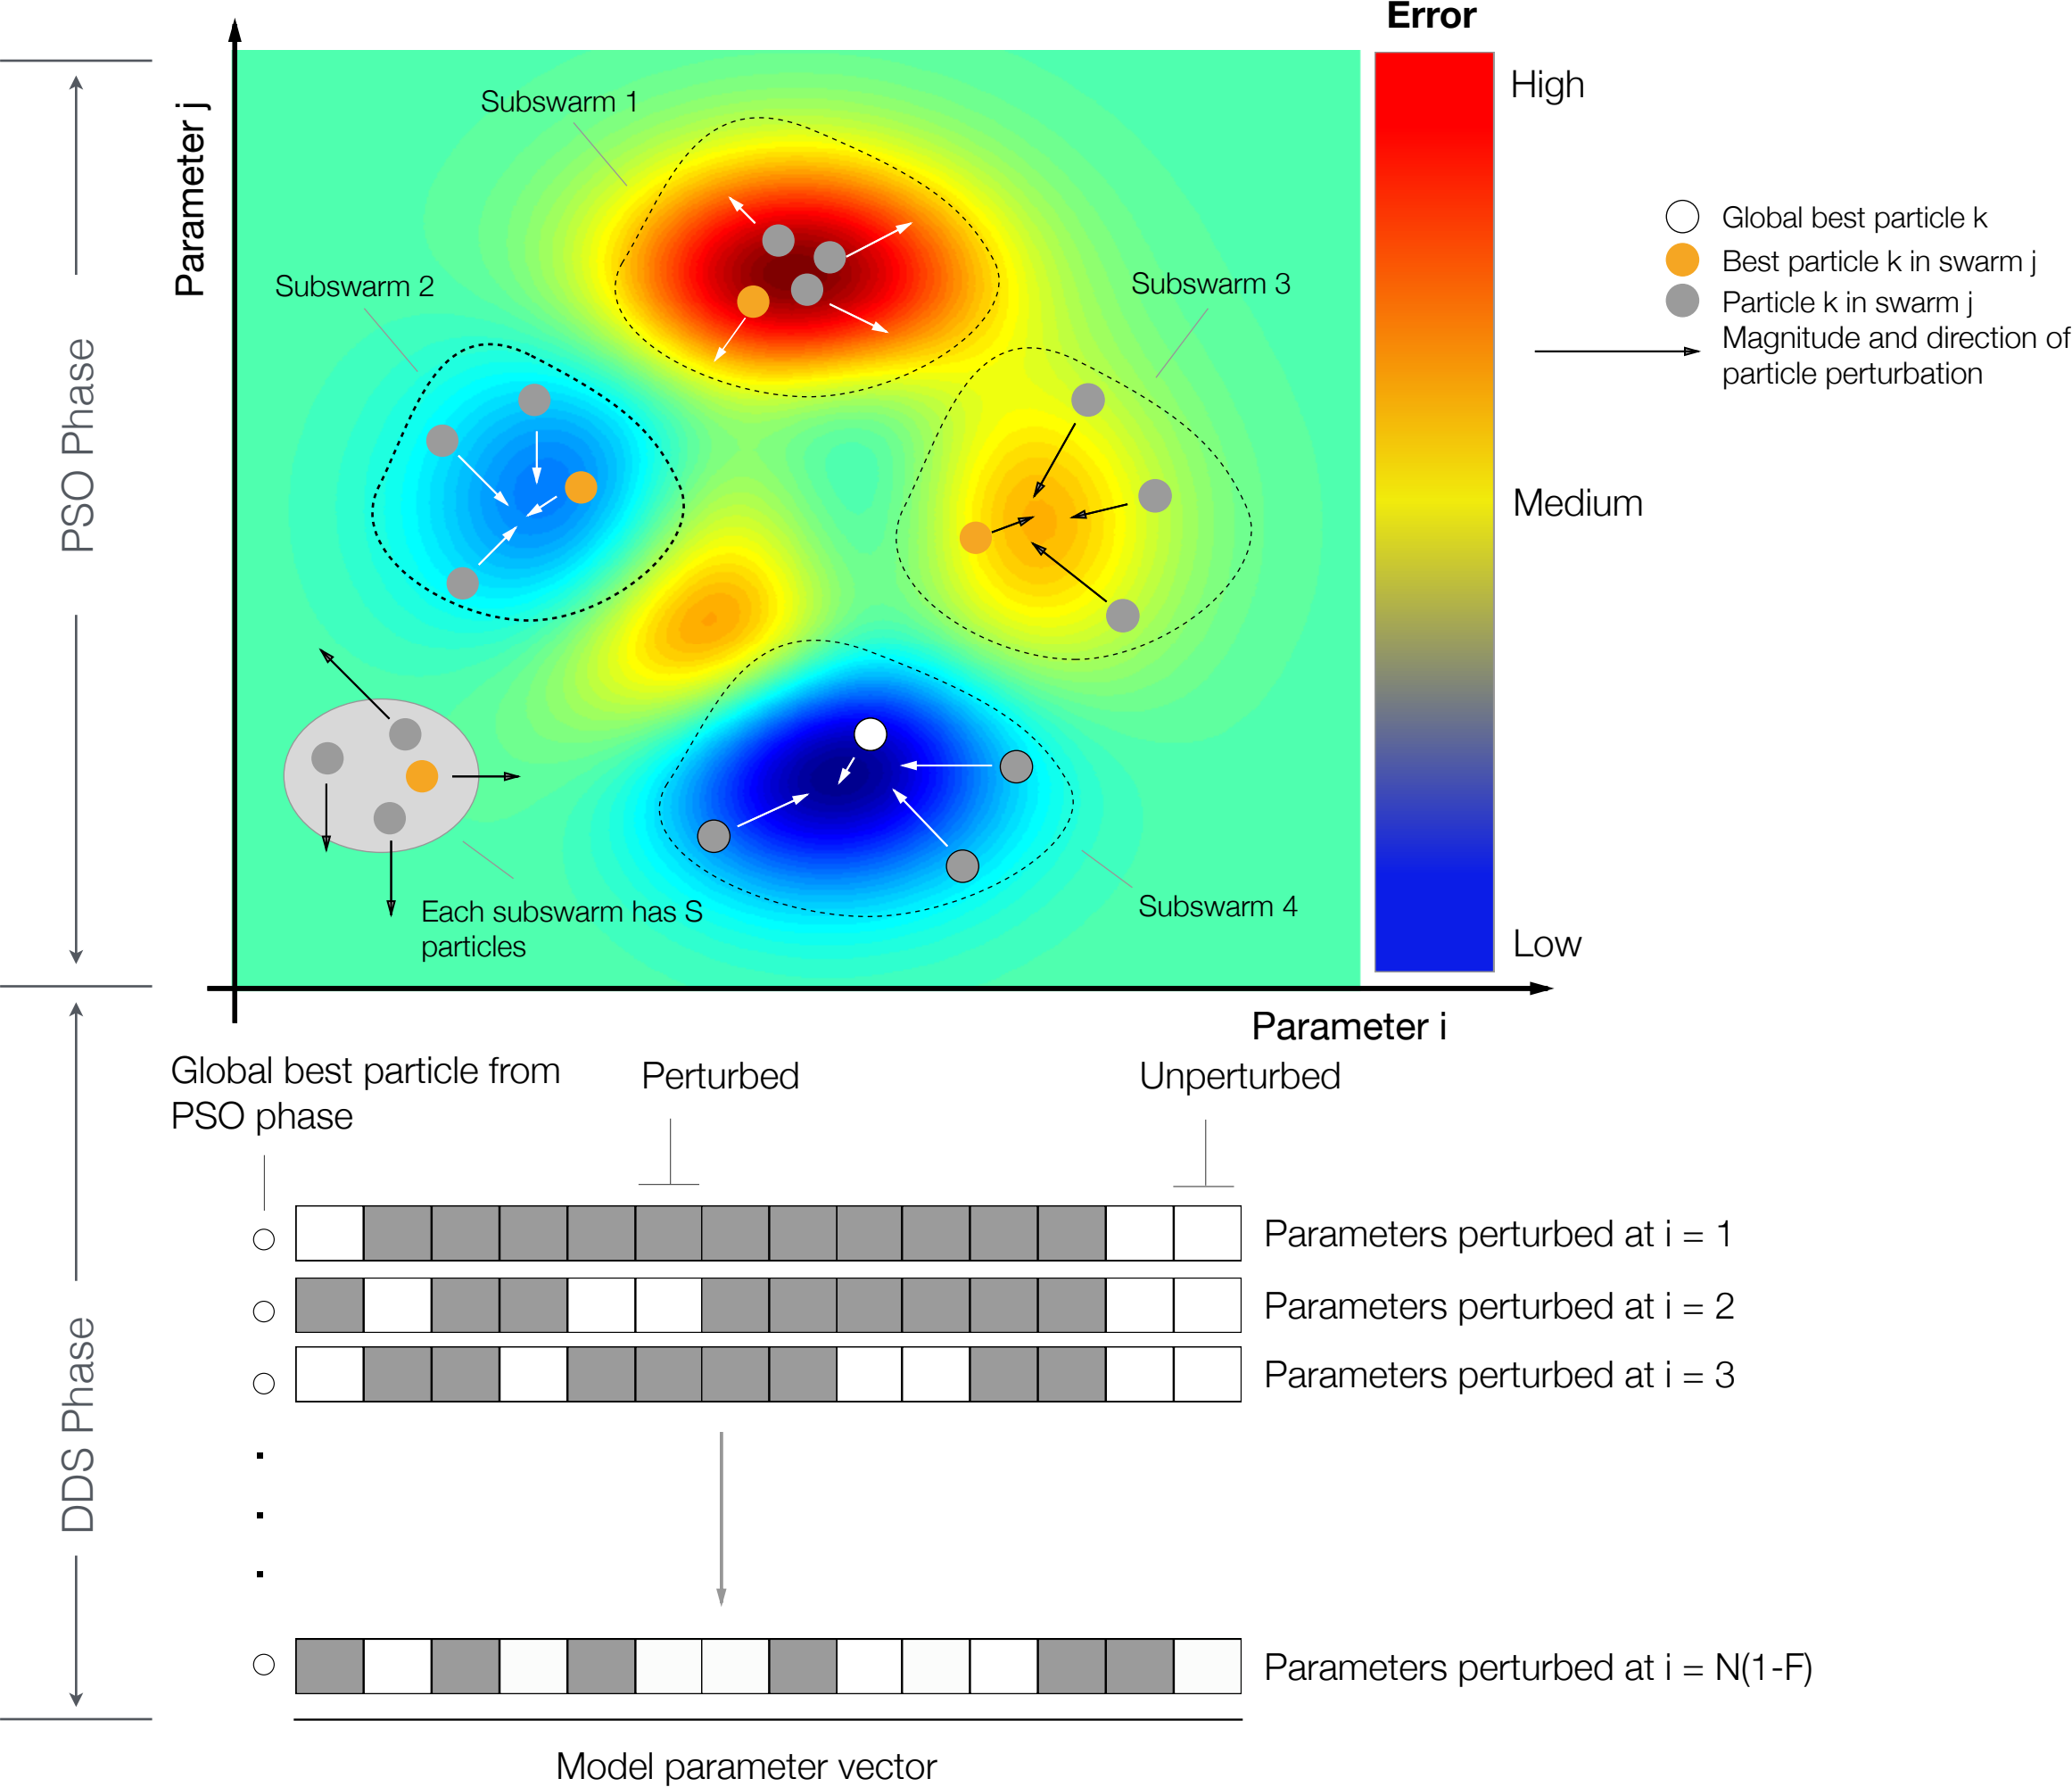 Error
High
Subswarm 1
Parameter j
Global best particle k
Best particle k in swarm j
Particle k in swarm j
Magnitude and direction of
particle perturbation
Subswarm 2
Subswarm 3
PSO Phase
Medium
Each subswarm has S
particles
Subswarm 4
Low
Parameter i
Global best particle from
PSO phase
Perturbed
Unperturbed
Parameters perturbed at i = 1
Parameters perturbed at i = 2
Parameters perturbed at i = 3
DDS Phase
Parameters perturbed at i = N(1-F)
Model parameter vector